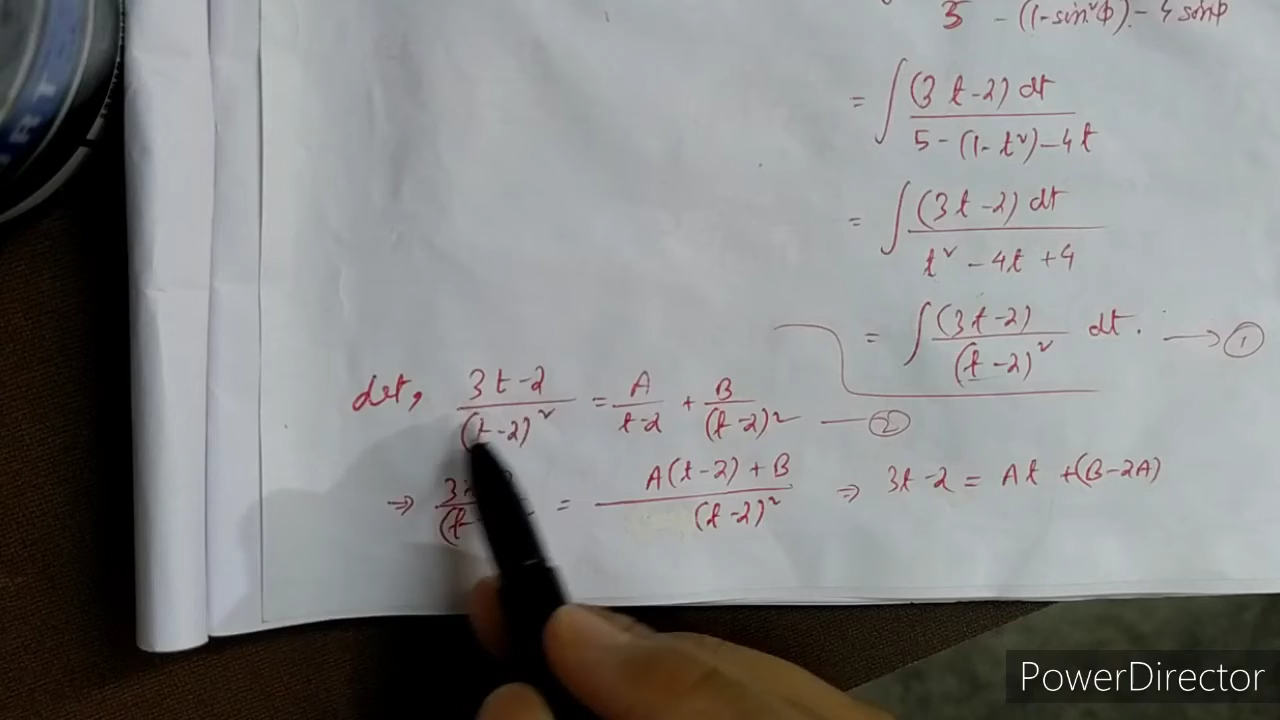 5 - (1-sin²ϕ) - 4 sinϕ
= ∫ (3t-2) dt / 5-(1-t²)-4t
= ∫ (3t-2) dt / t² - 4t + 4
= ∫ (3t-2) / (t-2)² dt. → ①
Let, 3t-2 / (t-2)² = A / t-2 + B / (t-2)² — ②
⇒ = A(t-2) + B / (t-2)² ⇒ 3t-2 = At + (B-2A)
PowerDirector